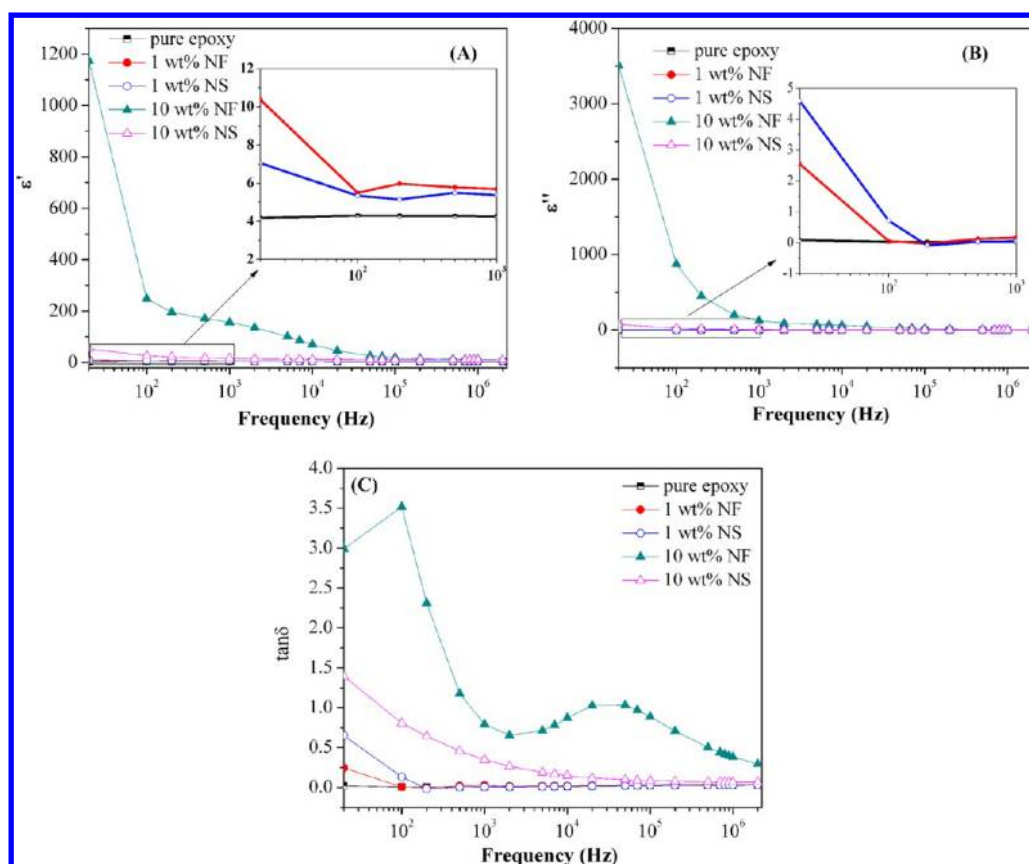 (A)
pure epoxy
1 wt% NF
1 wt% NS
10 wt% NF
10 wt% NS
1200
1000
800
600
400
200
0
ε'
12
10
8
6
4
2
10² 10³
10² 10³ 10⁴ 10⁵ 10⁶
Frequency (Hz)
(B)
pure epoxy
1 wt% NF
1 wt% NS
10 wt% NF
10 wt% NS
4000
3000
2000
1000
0
ε''
5
4
3
2
1
0
-1
10² 10³
10² 10³ 10⁴ 10⁵ 10⁶
Frequency (Hz)
(C)
pure epoxy
1 wt% NF
1 wt% NS
10 wt% NF
10 wt% NS
4.0
3.5
3.0
2.5
2.0
1.5
1.0
0.5
0.0
tanδ
10² 10³ 10⁴ 10⁵ 10⁶
Frequency (Hz)